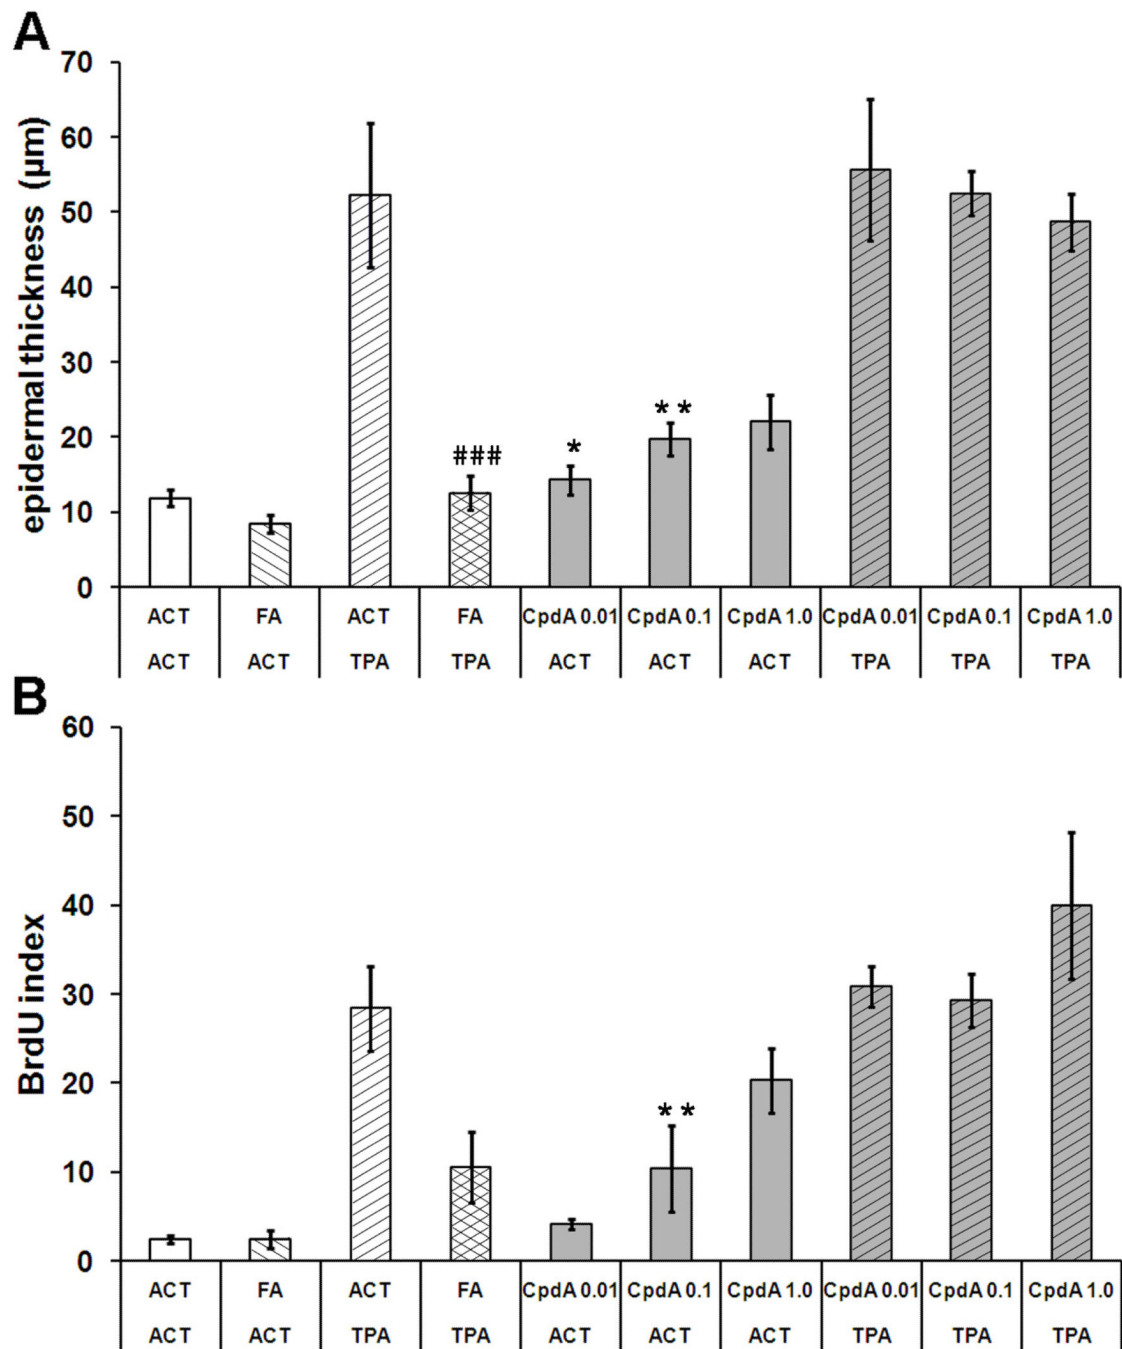 A
70
60
50
40
30
20
10
0
epidermal thickness (μm)
###
*
**
ACT FA ACT FA CpdA 0.01 CpdA 0.1 CpdA 1.0 CpdA 0.01 CpdA 0.1 CpdA 1.0
ACT ACT TPA TPA ACT ACT ACT TPA TPA TPA
B
60
50
40
30
20
10
0
BrdU index
**
ACT FA ACT FA CpdA 0.01 CpdA 0.1 CpdA 1.0 CpdA 0.01 CpdA 0.1 CpdA 1.0
ACT ACT TPA TPA ACT ACT ACT TPA TPA TPA